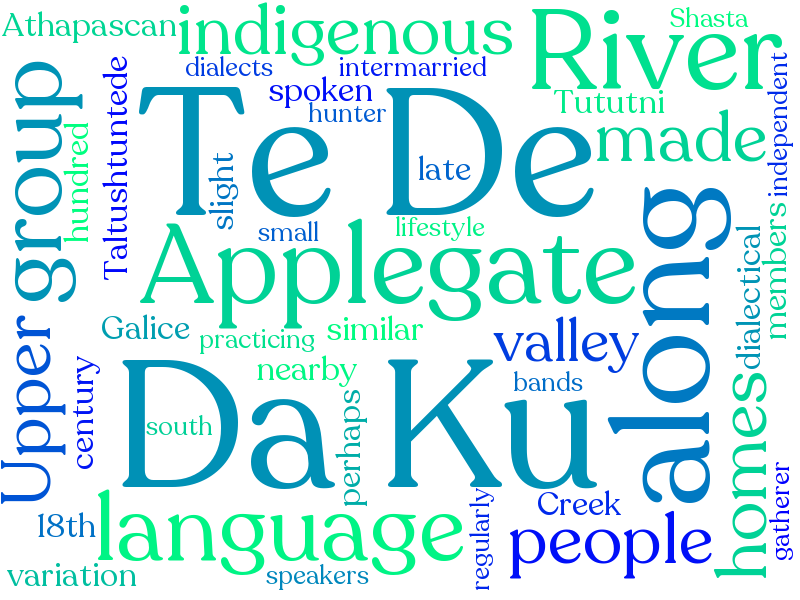 Athapascan
indigenous
River
Shasta
dialects
intermarried
spoken
hunter
Tututni
made
independent
group
hundred
Taltushtuntede
Te De
slight
late
small
lifestyle
Applegate
along
members
dialectical
Upper
Galice
practicing
similar
valley
nearby
bands
century
Da Ku
south
perhaps
homes
gatherer
18th
language
regularly
Creek
people
variation
speakers